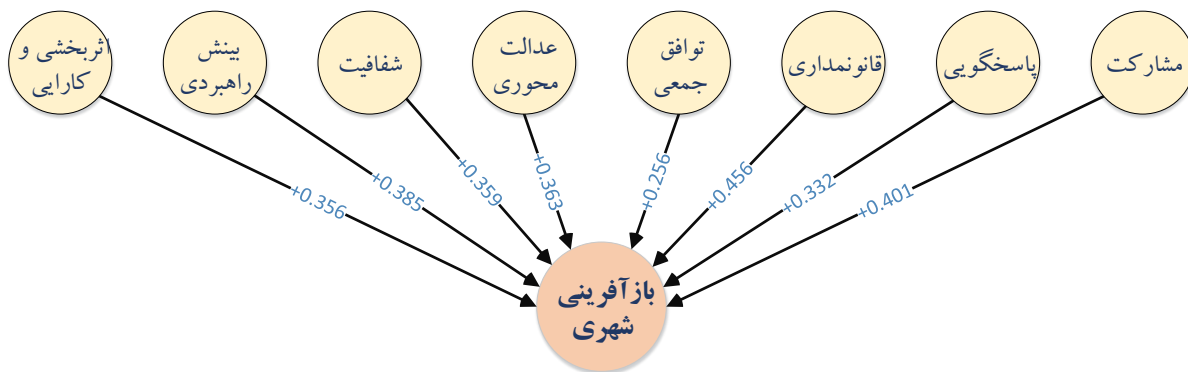 مشارکت
پاسخگویی
قانونمداری
توافق
جمعی
عدالت
محوری
شفافیت
بینش
راهبردی
اثربخشی و
کارایی
+0.401
+0.332
+0.456
+0.256
+0.363
+0.359
+0.385
+0.356
بازآفرینی
شهری